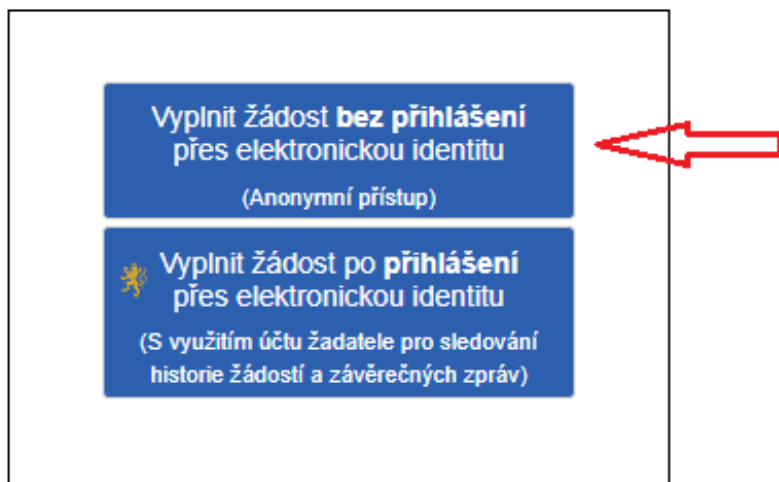 Vyplnit žádost bez přihlášení
přes elektronickou identitu
(Anonymní přístup)
Vyplnit žádost po přihlášení
přes elektronickou identitu
(S využitím účtu žadatele pro sledování
historie žádostí a závěrečných zpráv)